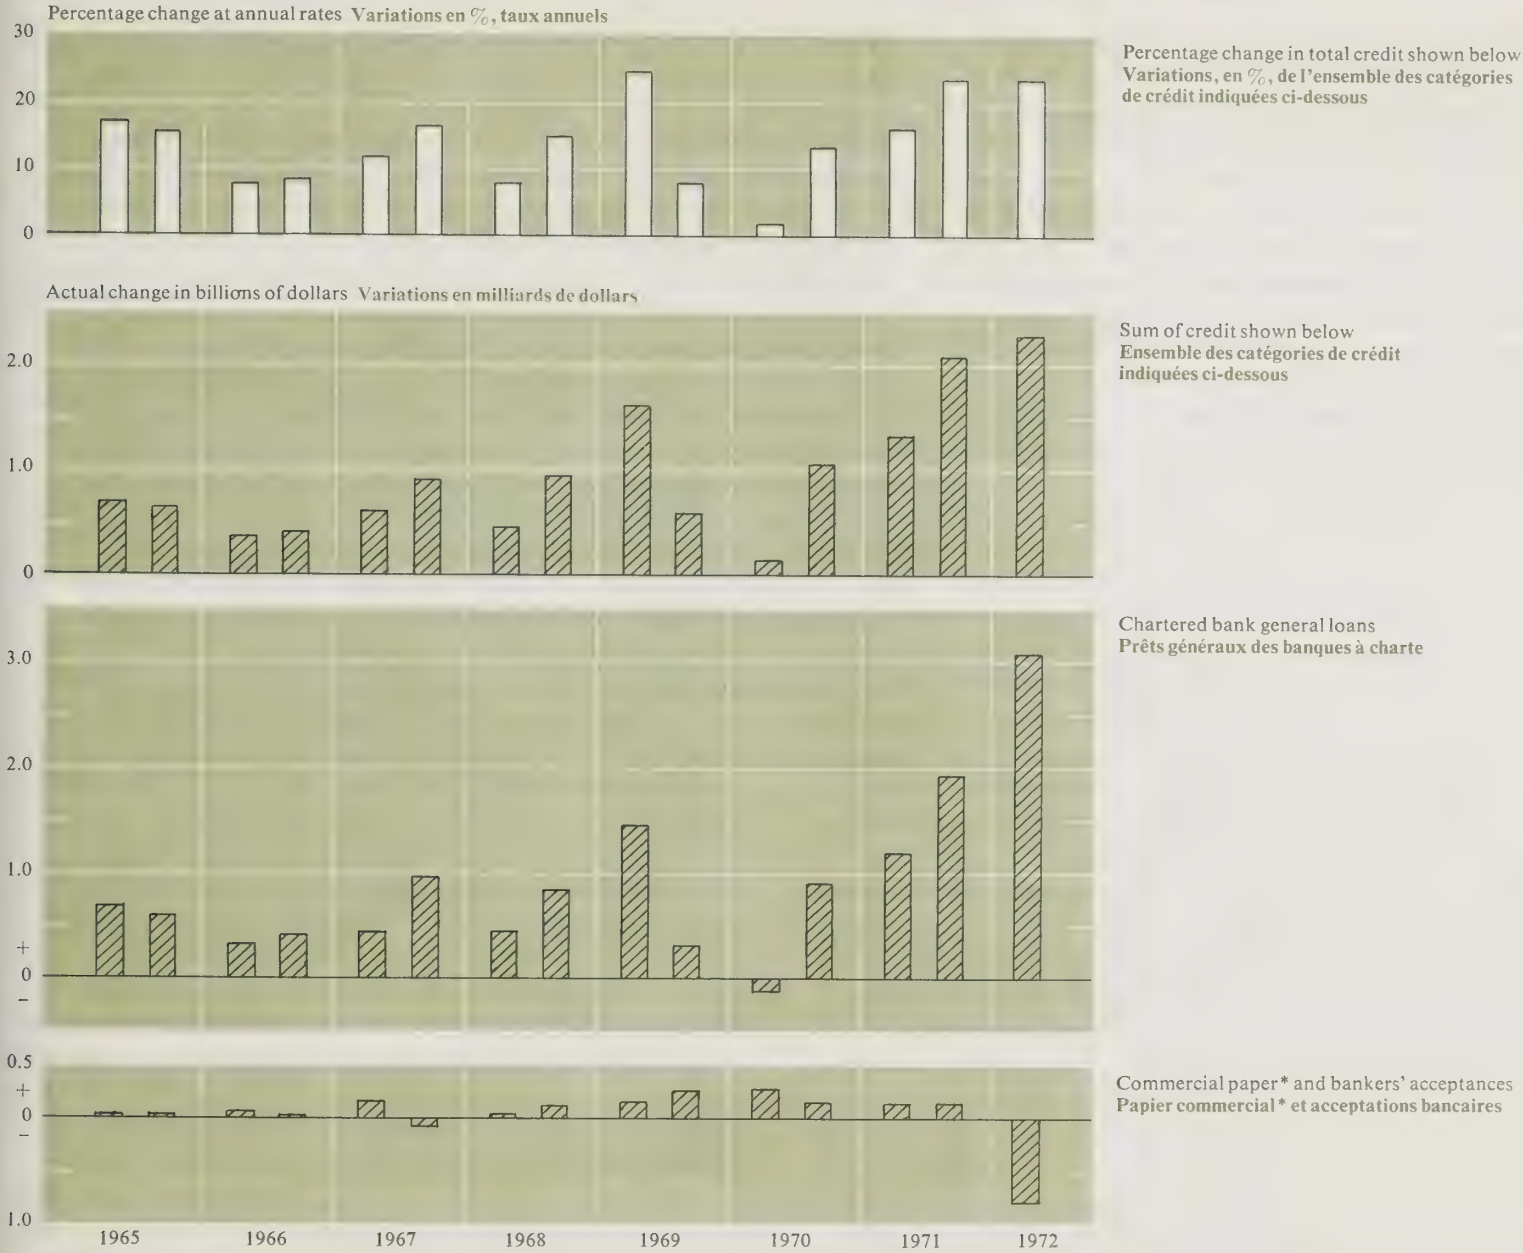 Percentage change at annual rates Variations en %, taux annuels
30
20
10
0
Percentage change in total credit shown below
Variations, en %, de l'ensemble des catégories
de crédit indiquées ci-dessous
Actual change in billions of dollars Variations en milliards de dollars
2.0
1.0
0
Sum of credit shown below
Ensemble des catégories de crédit
indiquées ci-dessous
3.0
2.0
1.0
+
0
−
Chartered bank general loans
Prêts généraux des banques à charte
0.5
+
0
−
1.0
Commercial paper* and bankers' acceptances
Papier commercial* et acceptations bancaires
1965 1966 1967 1968 1969 1970 1971 1972